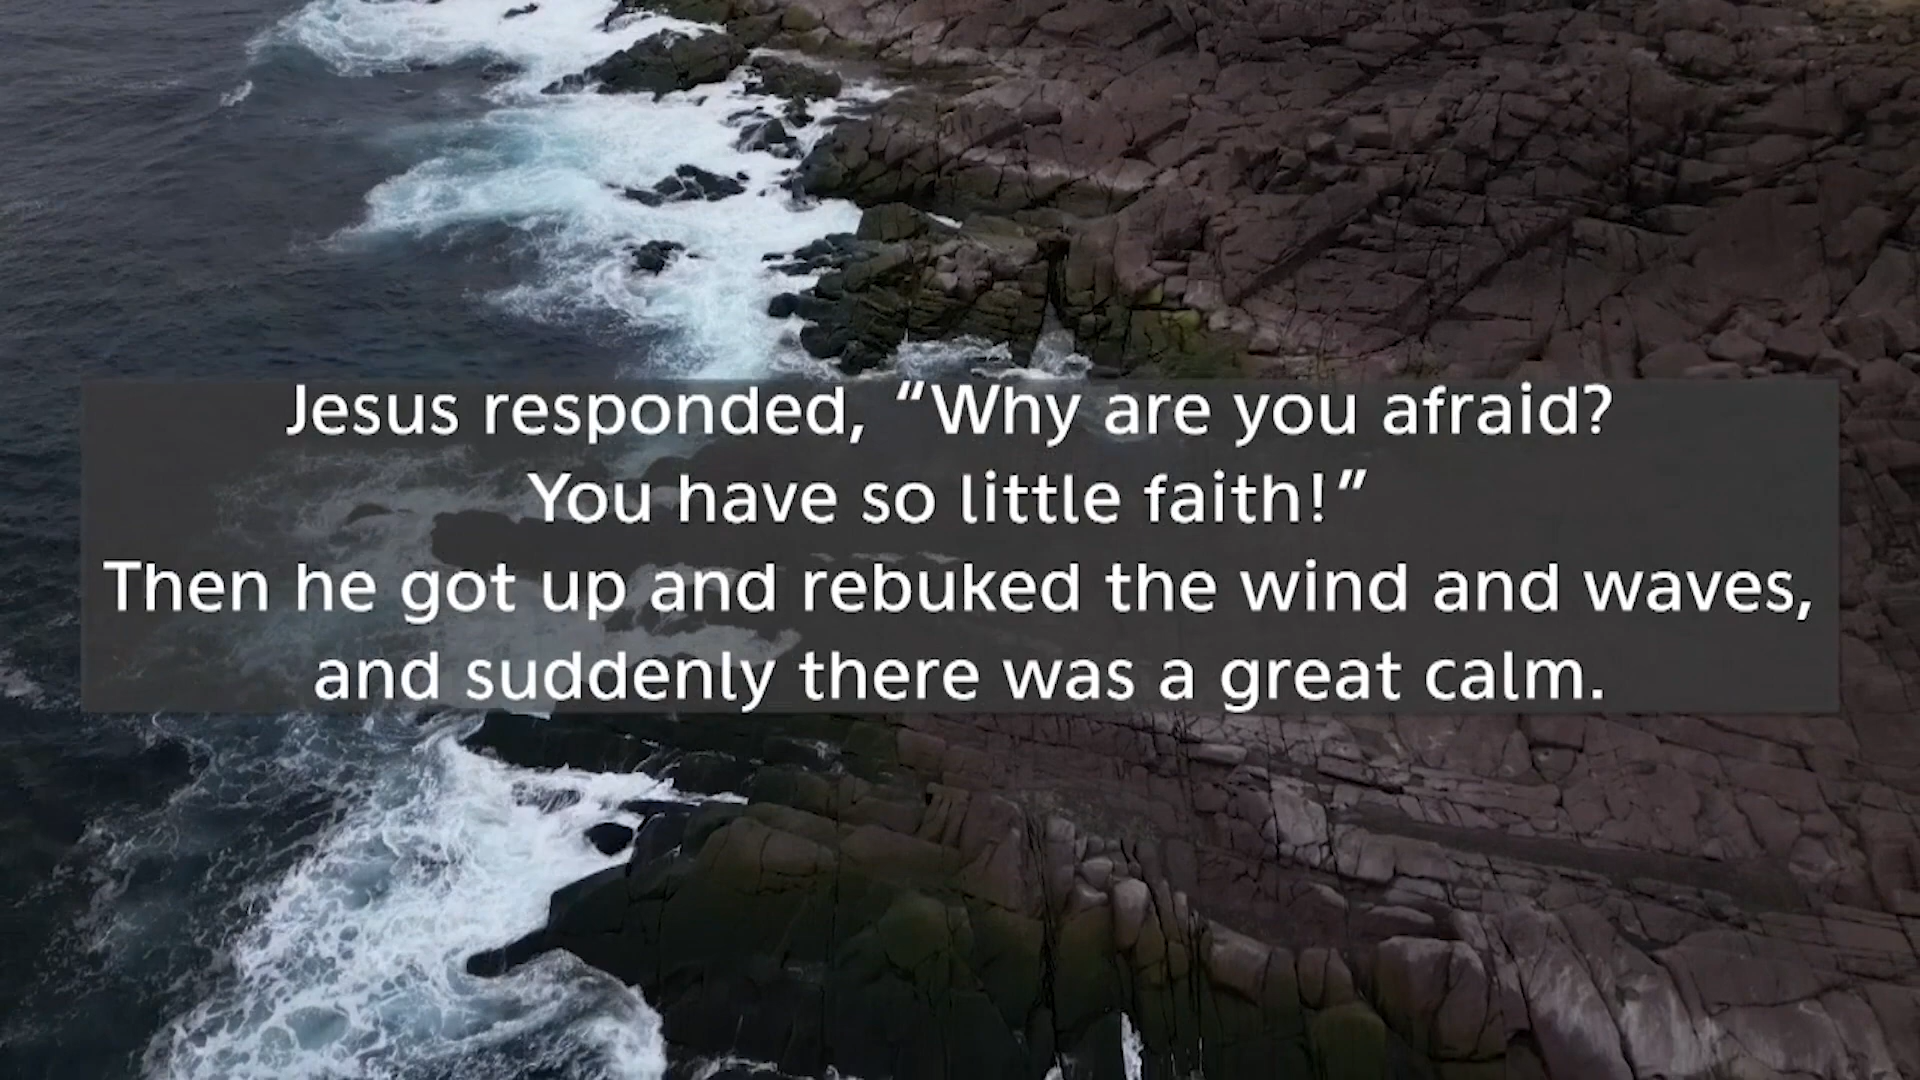 Jesus responded, “Why are you afraid?
You have so little faith!”
Then he got up and rebuked the wind and waves,
and suddenly there was a great calm.